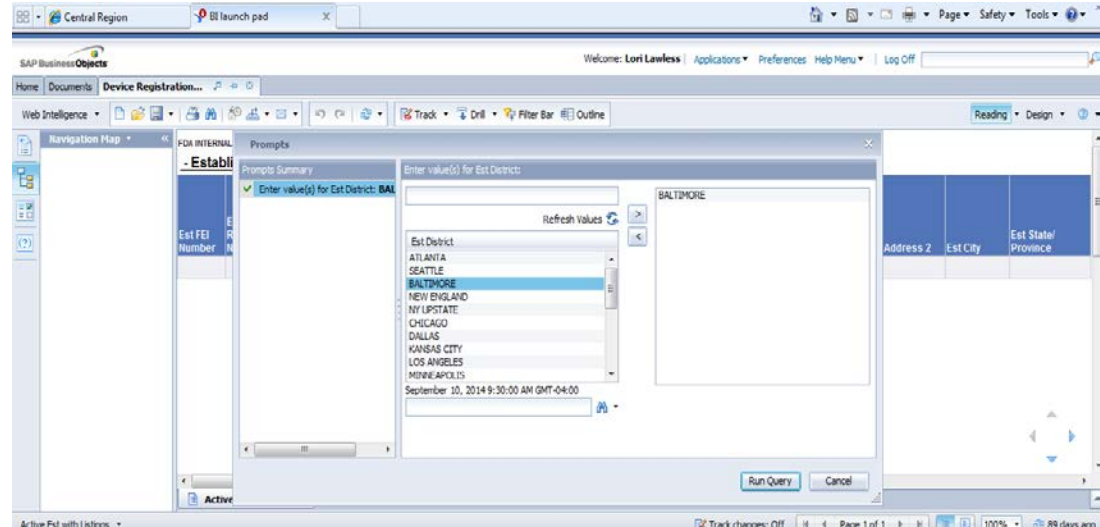 Central Region
BI launch pad
X
Page
Safety
Tools
SAP BusinessObjects
Welcome: Lori Lawless | Applications Preferences Help Menu | Log Off
Home Documents Device Registration...
Web Intelligence
Track
Drill
Filter Bar
Outline
Reading
Design
Navigation Map
FDA INTERNAL
- Establi
Prompts
Prompts Summary
Enter value(s) for Est District: BAL
Enter value(s) for Est District:
Refresh Values
Est District
ATLANTA
SEATTLE
BALTIMORE
NEW ENGLAND
NY UPSTATE
CHICAGO
DALLAS
KANSAS CITY
LOS ANGELES
MINNEAPOLIS
September 10, 2014 9:30:00 AM GMT-04:00
>
<
BALTIMORE
Run Query
Cancel
Est FEI
Number
Address 2
Est City
Est State/
Province
Active
Active Est with Listings
Track changes: Off
Page 1 of 1
100%
89 days ago